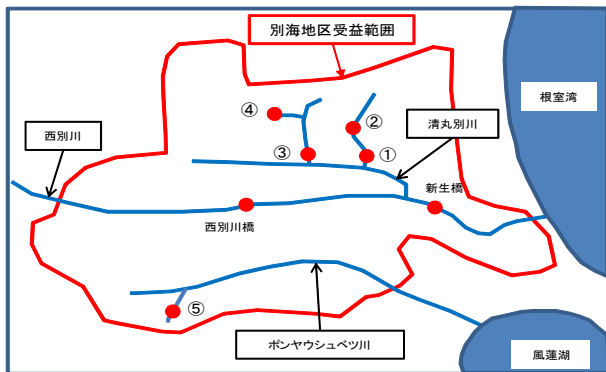 別海地区受益範囲
根室湾
④
②
清丸別川
西別川
③
①
新生橋
西別川橋
⑤
ポンヤウシュベツ川
風蓮湖